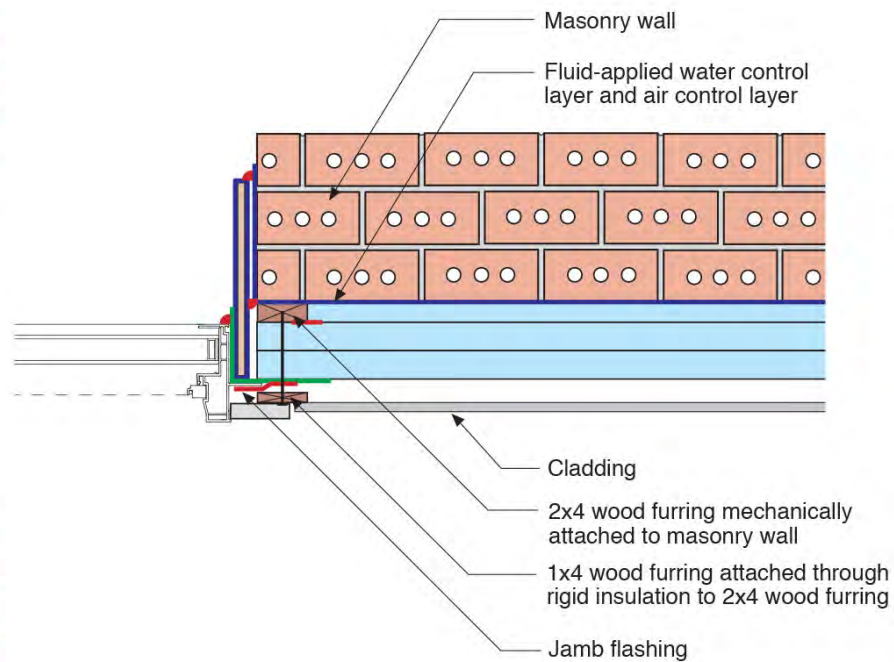 Masonry wall
Fluid-applied water control
layer and air control layer
Cladding
2x4 wood furring mechanically
attached to masonry wall
1x4 wood furring attached through
rigid insulation to 2x4 wood furring
Jamb flashing